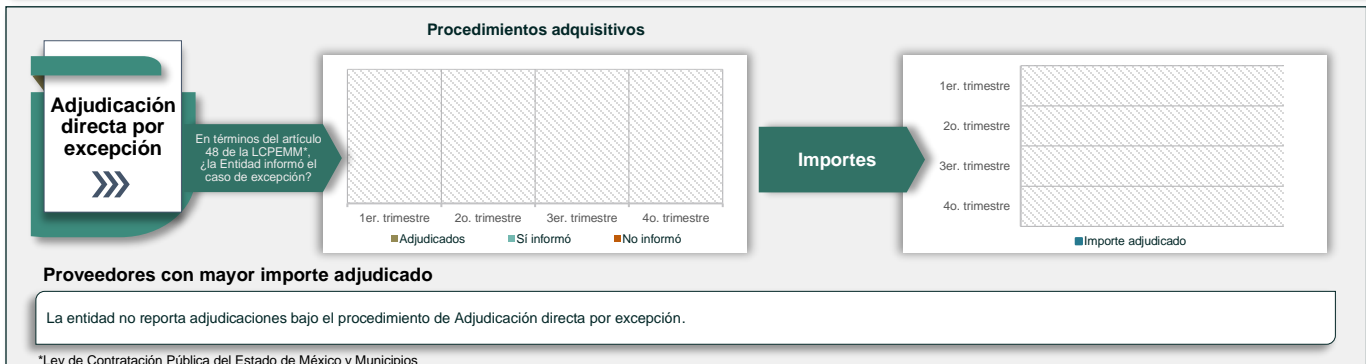 Procedimientos adquisitivos
Adjudicación
directa por
excepción
En términos del artículo
48 de la LCPEMM*,
¿la Entidad informó el
caso de excepción?
1er. trimestre 2o. trimestre 3er. trimestre 4o. trimestre
Adjudicados Sí informó No informó
Importes
1er. trimestre
2o. trimestre
3er. trimestre
4o. trimestre
Importe adjudicado
Proveedores con mayor importe adjudicado
La entidad no reporta adjudicaciones bajo el procedimiento de Adjudicación directa por excepción.
*Ley de Contratación Pública del Estado de México y Municipios